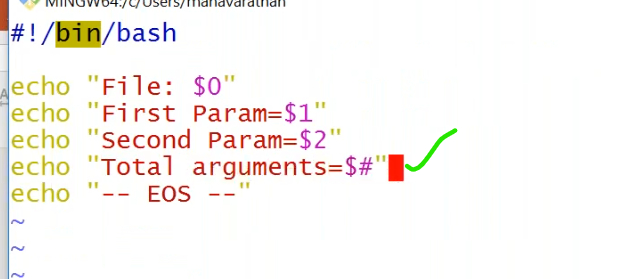 MINGW64:/c/Users/manavarathan
#!/bin/bash
echo "File: $0"
echo "First Param=$1"
echo "Second Param=$2"
echo "Total arguments=$#"
echo "-- EOS --"
~
~
~